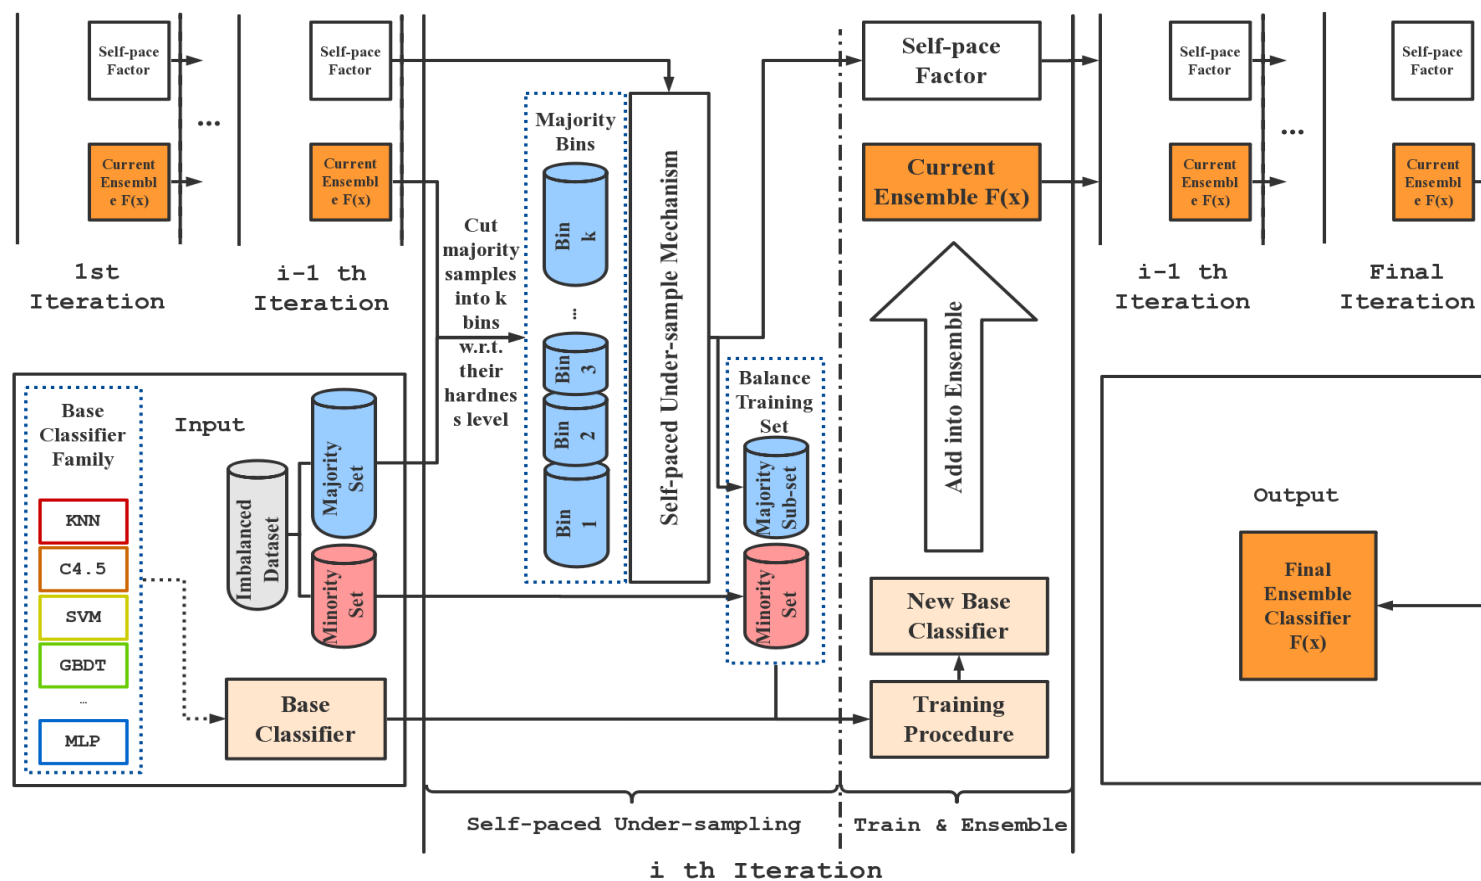 Self-pace
Factor
Current
Ensembl
e F(x)
1st
Iteration
...
Self-pace
Factor
Current
Ensembl
e F(x)
i-1 th
Iteration
Cut
majority
samples
into k
bins
w.r.t.
their
hardnes
s level
Majority
Bins
Bin
k
...
Bin
3
Bin
2
Bin
1
Self-paced Under-sample Mechanism
Balance
Training
Set
Majority
Sub-set
Minority
Set
Self-pace
Factor
Current
Ensemble F(x)
Add into Ensemble
New Base
Classifier
Training
Procedure
Self-pace
Factor
Current
Ensembl
e F(x)
i-1 th
Iteration
...
Self-pace
Factor
Current
Ensembl
e F(x)
Final
Iteration
Base
Classifier
Family
KNN
C4.5
SVM
GBDT
...
MLP
Input
Imbalanced
Dataset
Majority
Set
Minority
Set
Base
Classifier
Output
Final
Ensemble
Classifier
F(x)
Self-paced Under-sampling
Train & Ensemble
i th Iteration